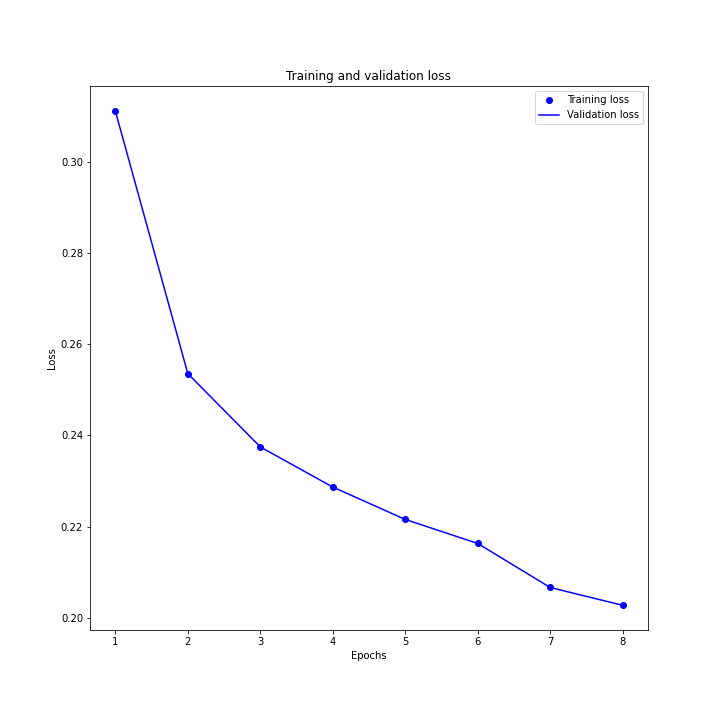 Training and validation loss
Training loss
Validation loss
0.30
0.28
0.26
0.24
0.22
0.20
Loss
1 2 3 4 5 6 7 8
Epochs